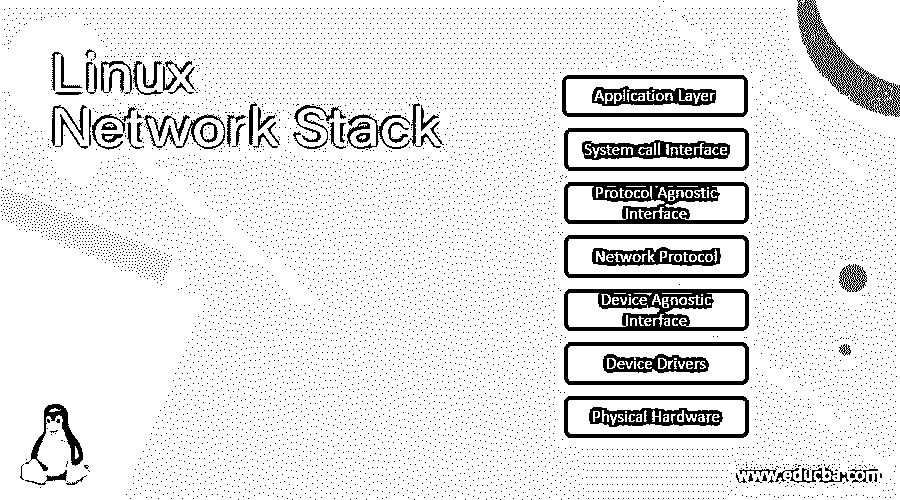 Linux
Network Stack
Application Layer
System call Interface
Protocol Agnostic
Interface
Network Protocol
Device Agnostic
Interface
Device Drivers
Physical Hardware
www.educba.com